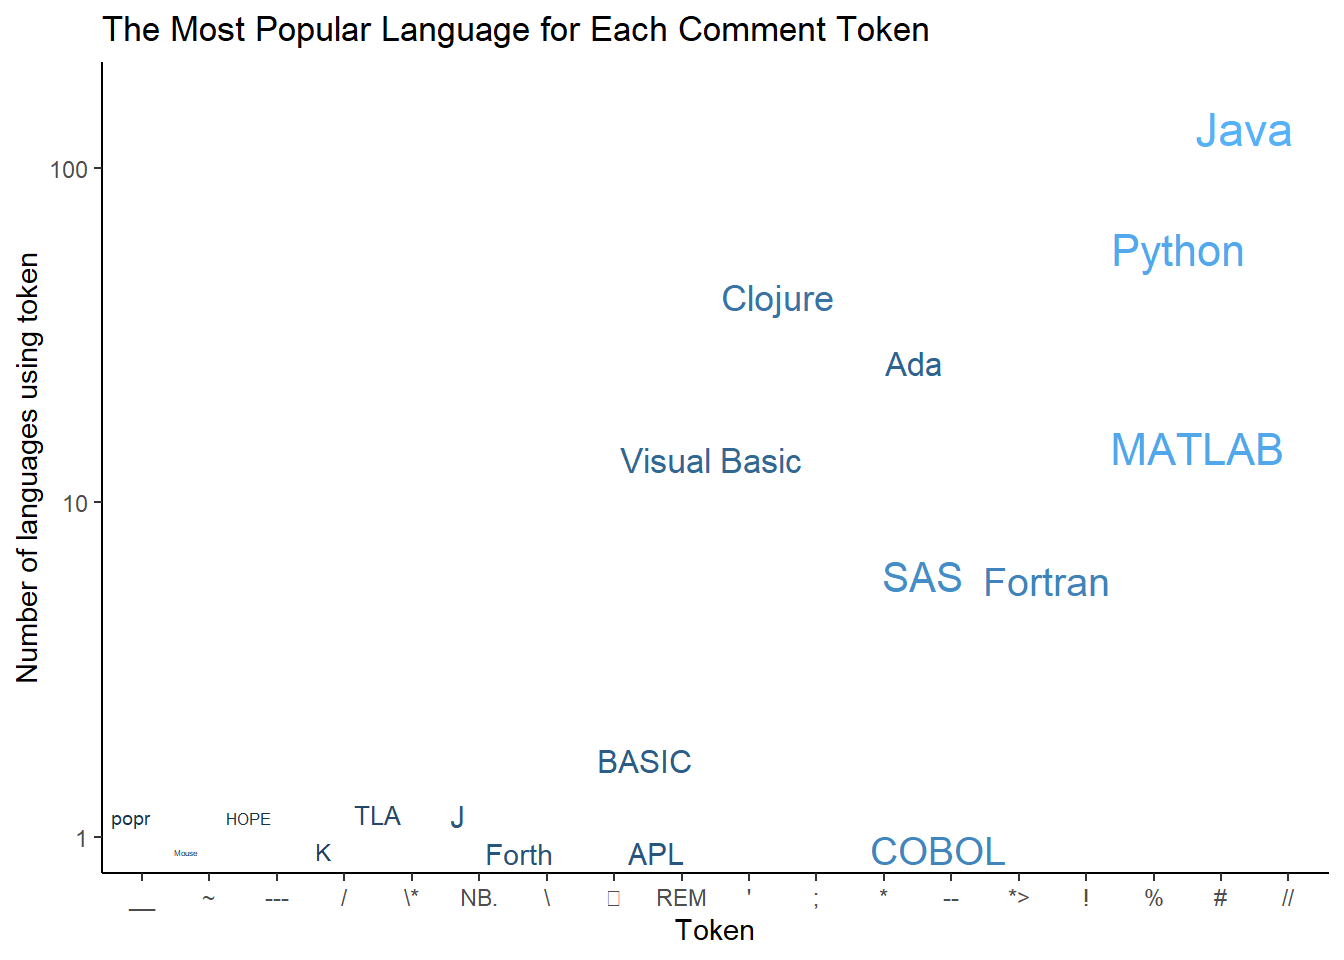 The Most Popular Language for Each Comment Token
Number of languages using token
100
10
1
Java
Python
Clojure
Ada
Visual Basic
MATLAB
SAS
Fortran
BASIC
popr
HOPE
TLA
J
Mouse
K
Forth
APL
COBOL
__ ~ --- / \* NB. \ REM ' ; * -- *> ! % # //
Token